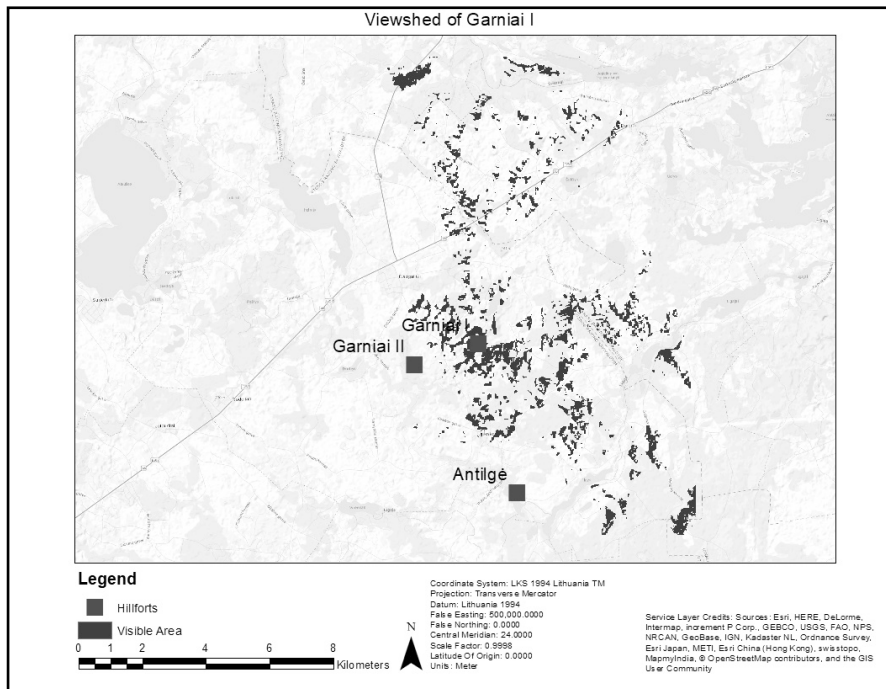 Viewshed of Garniai I
Garniai I
Garniai II
Antilgė
Legend
Hillforts
Visible Area
0 2 4 6 8
Kilometers
Coordinate System: LKS 1994 Lithuania TM
Projection: Transverse Mercator
Datum: Lithuania 1994
False Easting: 500,000.0000
False Northing: 0.0000
Central Meridian: 24.0000
Scale Factor: 0.9998
Latitude Of Origin: 0.0000
Units: Meter
N
Service Layer Credits: Sources: Esri, HERE, DeLorme,
Intermap, increment P Corp., GEBCO, USGS, FAO, NPS,
NRCAN, GeoBase, IGN, Kadaster NL, Ordnance Survey,
Esri Japan, METI, Esri China (Hong Kong), swisstopo,
MapmyIndia, © OpenStreetMap contributors, and the GIS
User Community